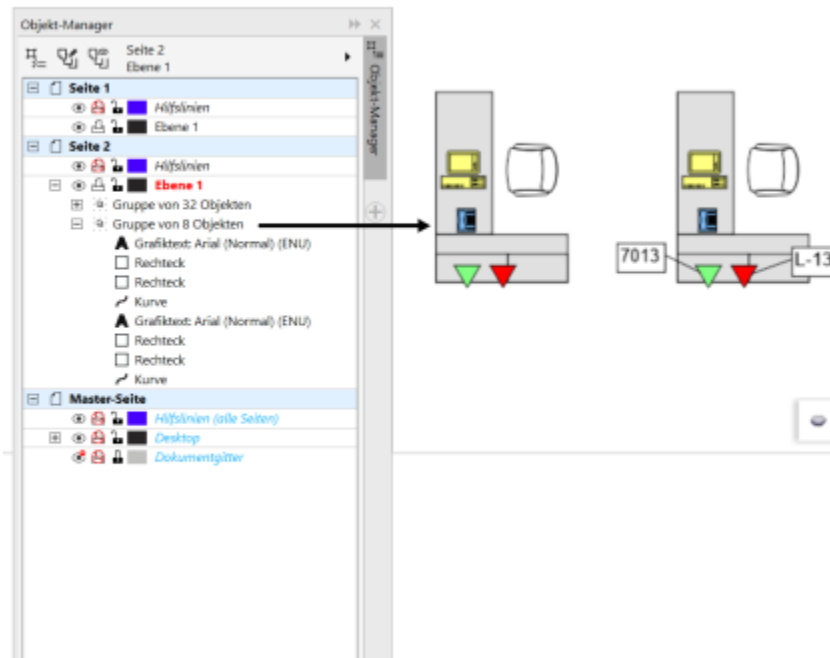 Objekt-Manager
Seite 2
Ebene 1
Objekt-Manager
Seite 1
Hilfslinien
Ebene 1
Seite 2
Hilfslinien
Ebene 1
Gruppe von 32 Objekten
Gruppe von 8 Objekten
A Grafiktext: Arial (Normal) (ENU)
Rechteck
Rechteck
Kurve
A Grafiktext: Arial (Normal) (ENU)
Rechteck
Rechteck
Kurve
Master-Seite
Hilfslinien (alle Seiten)
Desktop
Dokumentgitter
7013
L-13